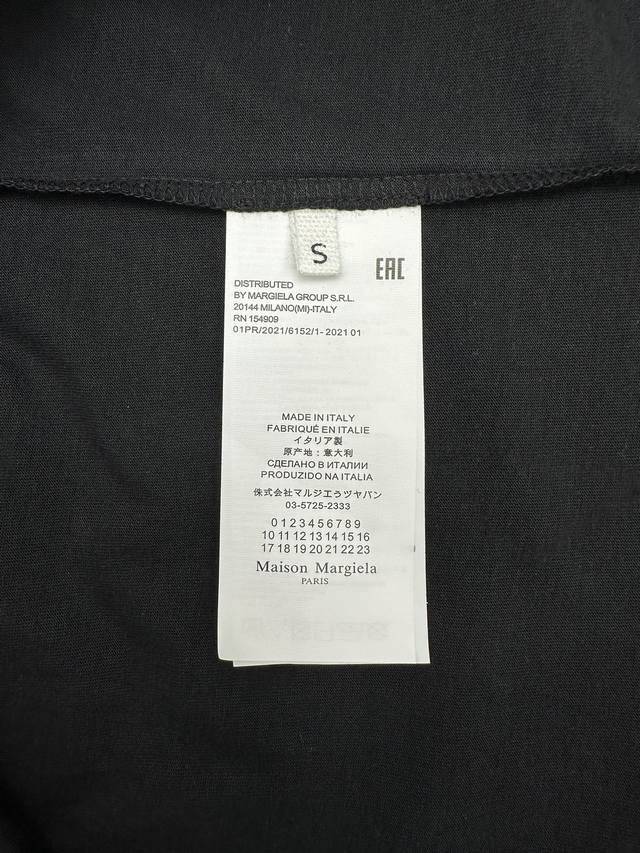 S
EAC
DISTRIBUTED
BY MARGIELA GROUP S.R.L.
20144 MILANO(MI)-ITALY
RN 154909
01PR/2021/6152/1- 2021 01
MADE IN ITALY
FABRIQUÉ EN ITALIE
イタリア製
原产地：意大利
СДЕЛАНО В ИТАЛИИ
PRODUZIDO NA ITALIA
侏式会社マルジエラツヤパン
03-5725-2333
0 1 2 3 4 5 6 7 8 9
10 11 12 13 14 15 16
17 18 19 20 21 22 23
Maison Margiela
PARIS